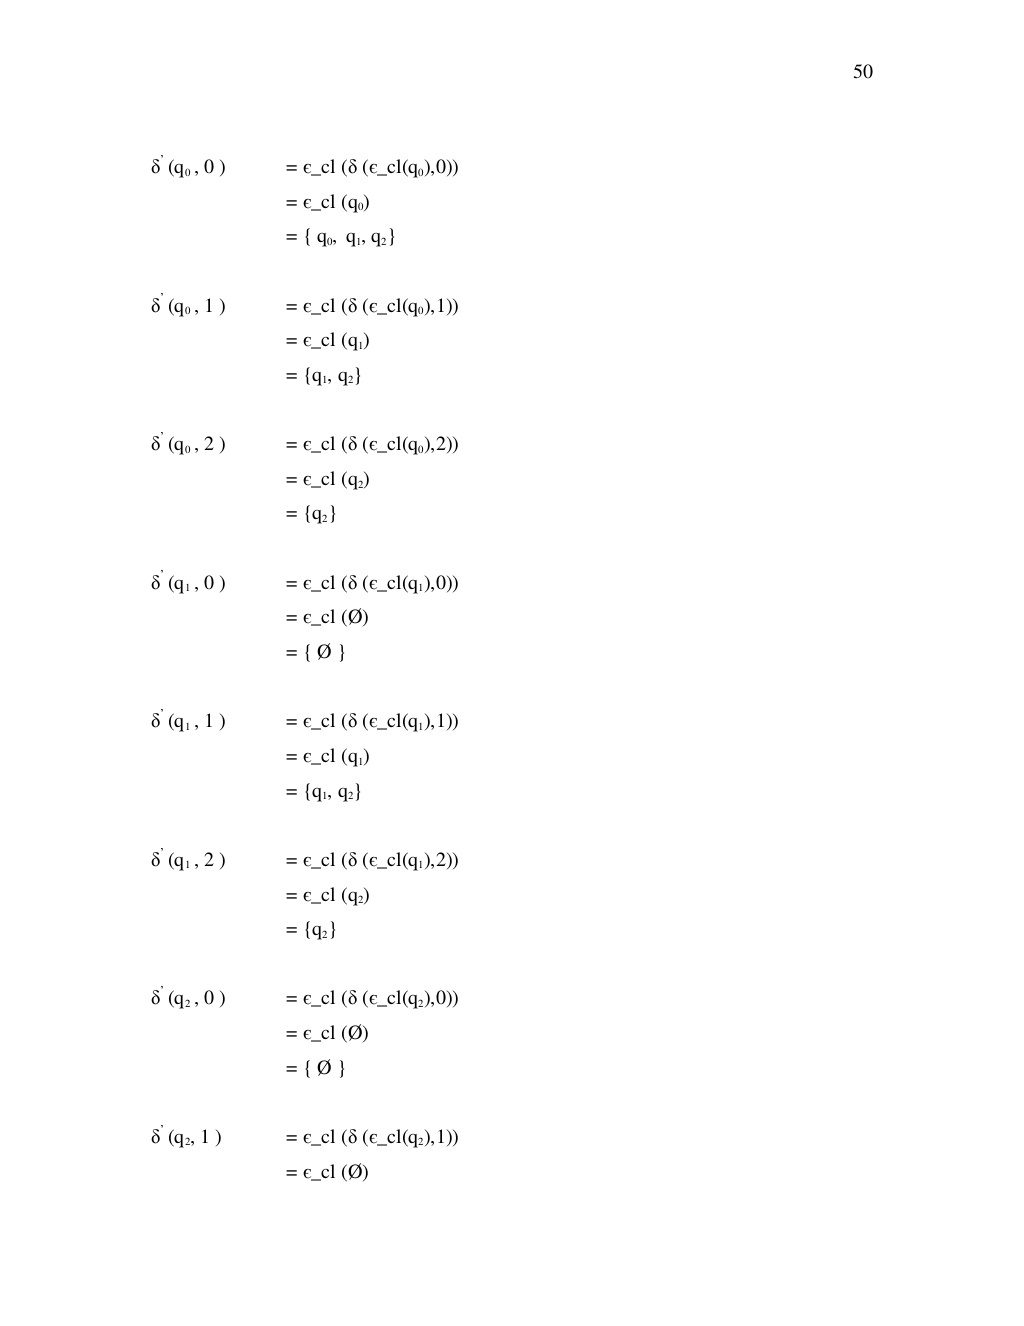 50
δ' (q₀ , 0 ) = ϵ_cl (δ (ϵ_cl(q₀),0))
= ϵ_cl (q₀)
= { q₀, q₁, q₂}
δ' (q₀ , 1 ) = ϵ_cl (δ (ϵ_cl(q₀),1))
= ϵ_cl (q₁)
= {q₁, q₂}
δ' (q₀ , 2 ) = ϵ_cl (δ (ϵ_cl(q₀),2))
= ϵ_cl (q₂)
= {q₂}
δ' (q₁ , 0 ) = ϵ_cl (δ (ϵ_cl(q₁),0))
= ϵ_cl (Ø)
= { Ø }
δ' (q₁ , 1 ) = ϵ_cl (δ (ϵ_cl(q₁),1))
= ϵ_cl (q₁)
= {q₁, q₂}
δ' (q₁ , 2 ) = ϵ_cl (δ (ϵ_cl(q₁),2))
= ϵ_cl (q₂)
= {q₂}
δ' (q₂ , 0 ) = ϵ_cl (δ (ϵ_cl(q₂),0))
= ϵ_cl (Ø)
= { Ø }
δ' (q₂, 1 ) = ϵ_cl (δ (ϵ_cl(q₂),1))
= ϵ_cl (Ø)